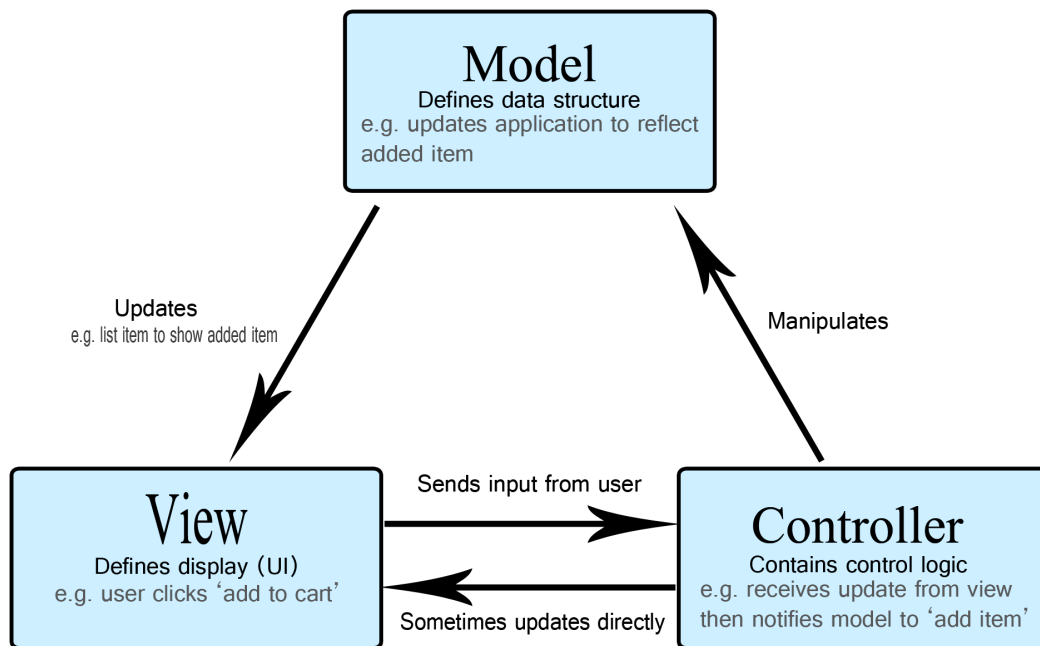 Model
Defines data structure
e.g. updates application to reflect
added item
Updates
e.g. list item to show added item
Manipulates
View
Defines display (UI)
e.g. user clicks ‘add to cart’
Sends input from user
Sometimes updates directly
Controller
Contains control logic
e.g. receives update from view
then notifies model to ‘add item’